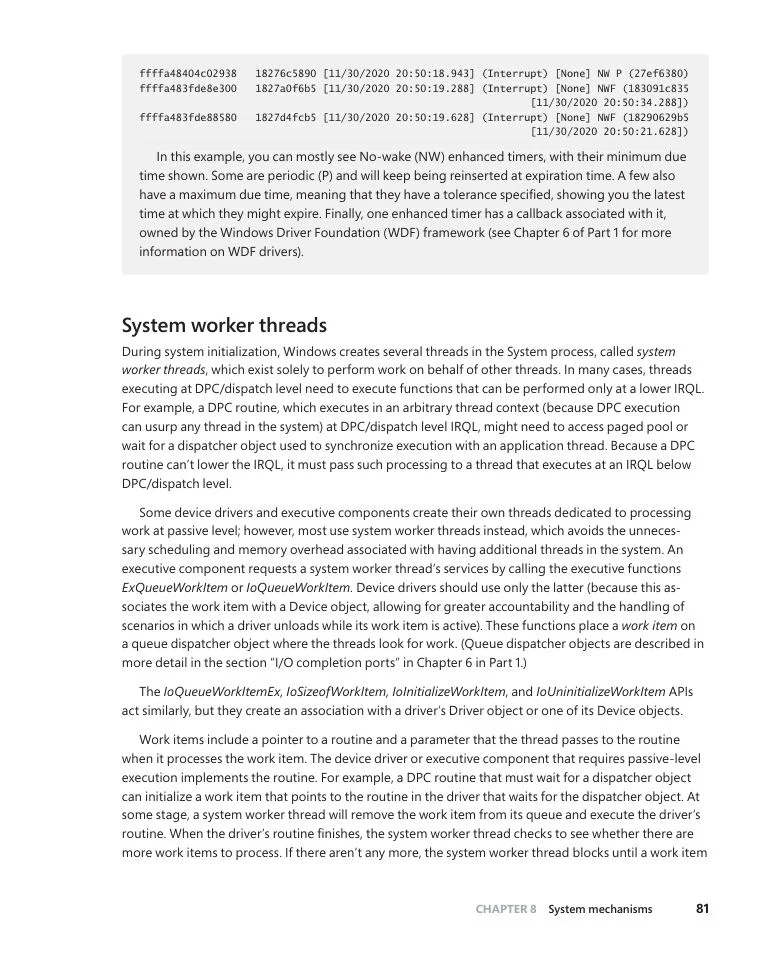 ffffa48404c02938   18276c5890 [11/30/2020 20:50:18.943] (Interrupt) [None] NW P (27ef6380)
ffffa483fde8e300   1827a0f6b5 [11/30/2020 20:50:19.288] (Interrupt) [None] NWF (183091c835
[11/30/2020 20:50:34.288])
ffffa483fde88580   1827d4fcb5 [11/30/2020 20:50:19.628] (Interrupt) [None] NWF (18290629b5
[11/30/2020 20:50:21.628])
In this example, you can mostly see No-wake (NW) enhanced timers, with their minimum due
time shown. Some are periodic (P) and will keep being reinserted at expiration time. A few also
have a maximum due time, meaning that they have a tolerance specified, showing you the latest
time at which they might expire. Finally, one enhanced timer has a callback associated with it,
owned by the Windows Driver Foundation (WDF) framework (see Chapter 6 of Part 1 for more
information on WDF drivers).
System worker threads
During system initialization, Windows creates several threads in the System process, called system
worker threads, which exist solely to perform work on behalf of other threads. In many cases, threads
executing at DPC/dispatch level need to execute functions that can be performed only at a lower IRQL.
For example, a DPC routine, which executes in an arbitrary thread context (because DPC execution
can usurp any thread in the system) at DPC/dispatch level IRQL, might need to access paged pool or
wait for a dispatcher object used to synchronize execution with an application thread. Because a DPC
routine can't lower the IRQL, it must pass such processing to a thread that executes at an IRQL below
DPC/dispatch level.
Some device drivers and executive components create their own threads dedicated to processing
work at passive level; however, most use system worker threads instead, which avoids the unneces-
sary scheduling and memory overhead associated with having additional threads in the system. An
executive component requests a system worker thread's services by calling the executive functions
ExQueueWorkItem or IoQueueWorkItem. Device drivers should use only the latter (because this as-
sociates the work item with a Device object, allowing for greater accountability and the handling of
scenarios in which a driver unloads while its work item is active). These functions place a work item on
a queue dispatcher object where the threads look for work. (Queue dispatcher objects are described in
more detail in the section "I/O completion ports" in Chapter 6 in Part 1.)
The IoQueueWorkItemEx, IoSizeofWorkItem, IoInitializeWorkItem, and IoUninitializeWorkItem APIs
act similarly, but they create an association with a driver's Driver object or one of its Device objects.
Work items include a pointer to a routine and a parameter that the thread passes to the routine
when it processes the work item. The device driver or executive component that requires passive-level
execution implements the routine. For example, a DPC routine that must wait for a dispatcher object
can initialize a work item that points to the routine in the driver that waits for the dispatcher object. At
some stage, a system worker thread will remove the work item from its queue and execute the driver's
routine. When the driver's routine finishes, the system worker thread checks to see whether there are
more work items to process. If there aren't any more, the system worker thread blocks until a work item
CHAPTER 8 System mechanisms 81